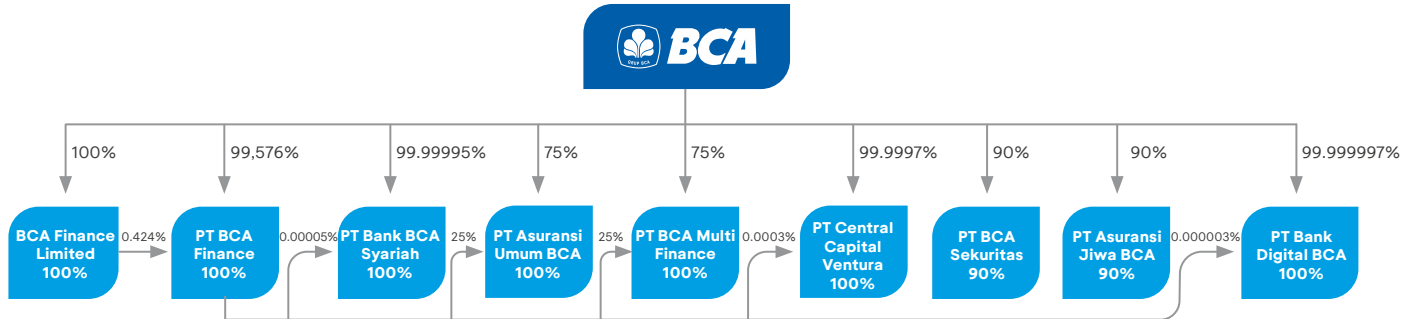 GRUP BCA
BCA
100%
99,576%
99.99995%
75%
75%
99.9997%
90%
90%
99.999997%
BCA Finance
Limited
100%
0.424%
PT BCA
Finance
100%
0.00005%
PT Bank BCA
Syariah
100%
25%
PT Asuransi
Umum BCA
100%
25%
PT BCA Multi
Finance
100%
0.0003%
PT Central
Capital
Ventura
100%
PT BCA
Sekuritas
90%
PT Asuransi
Jiwa BCA
90%
0.000003%
PT Bank
Digital BCA
100%